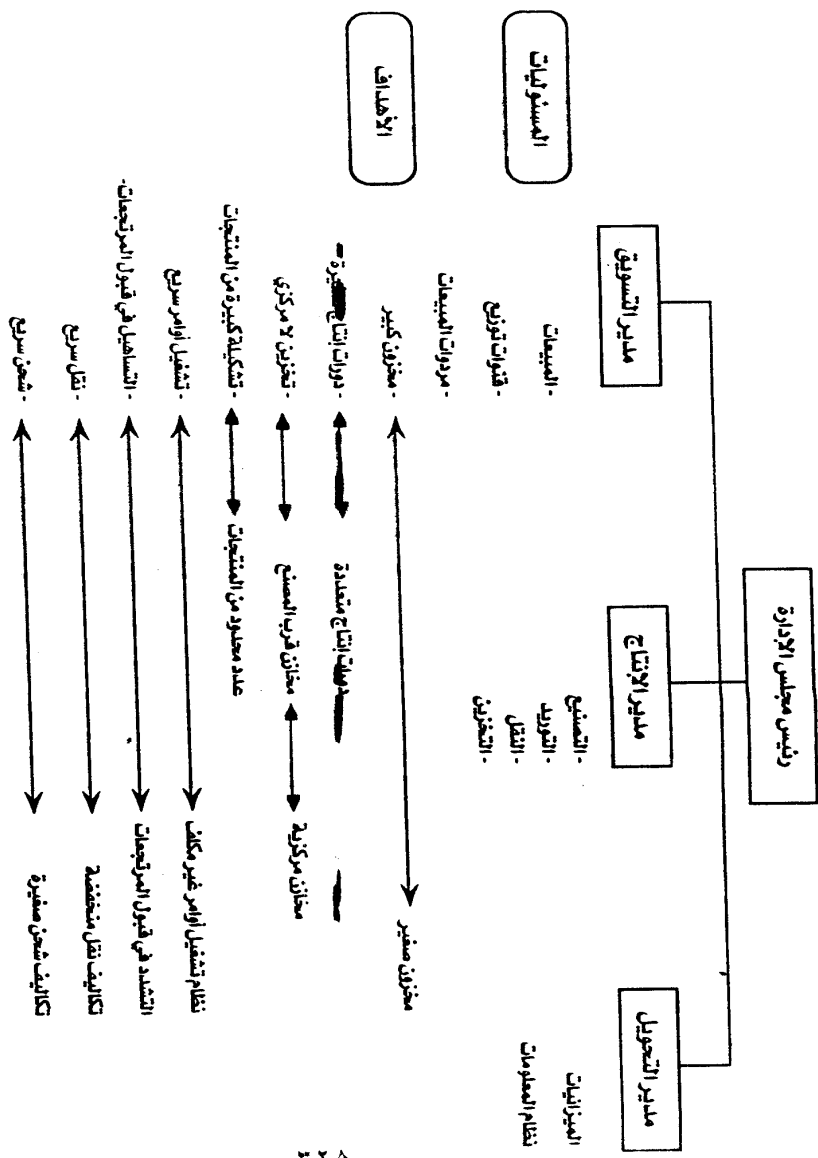 رئيس مجلس الإدارة
مدير التسويق
مدير الإنتاج
مدير التحويل
المسئوليات
- المبيعات
- قنوات توزيع
- مردودات المبيعات
- التصنيع
- التوريد
- النقل
- التخزين
الميزانيات
نظام المعلومات
الأهداف
- مخزون كبير
مخزون صغير
- دورات انتاج
دورات إنتاج متعددة
- تخزين لا مركزي
مخازن قرب المصنع
مخازن مركزية
- تشكيلة كبيرة من المنتجات
عدد محدود من المنتجات
- تشغيل أوامر سريع
نظام تشغيل أوامر غير مكلف
- التساهيل في قبول المرتجعات
التشدد في قبول المرتجعات
- نقل سريع
تكاليف نقل منخفضة
- شحن سريع
تكاليف شحن صغيرة